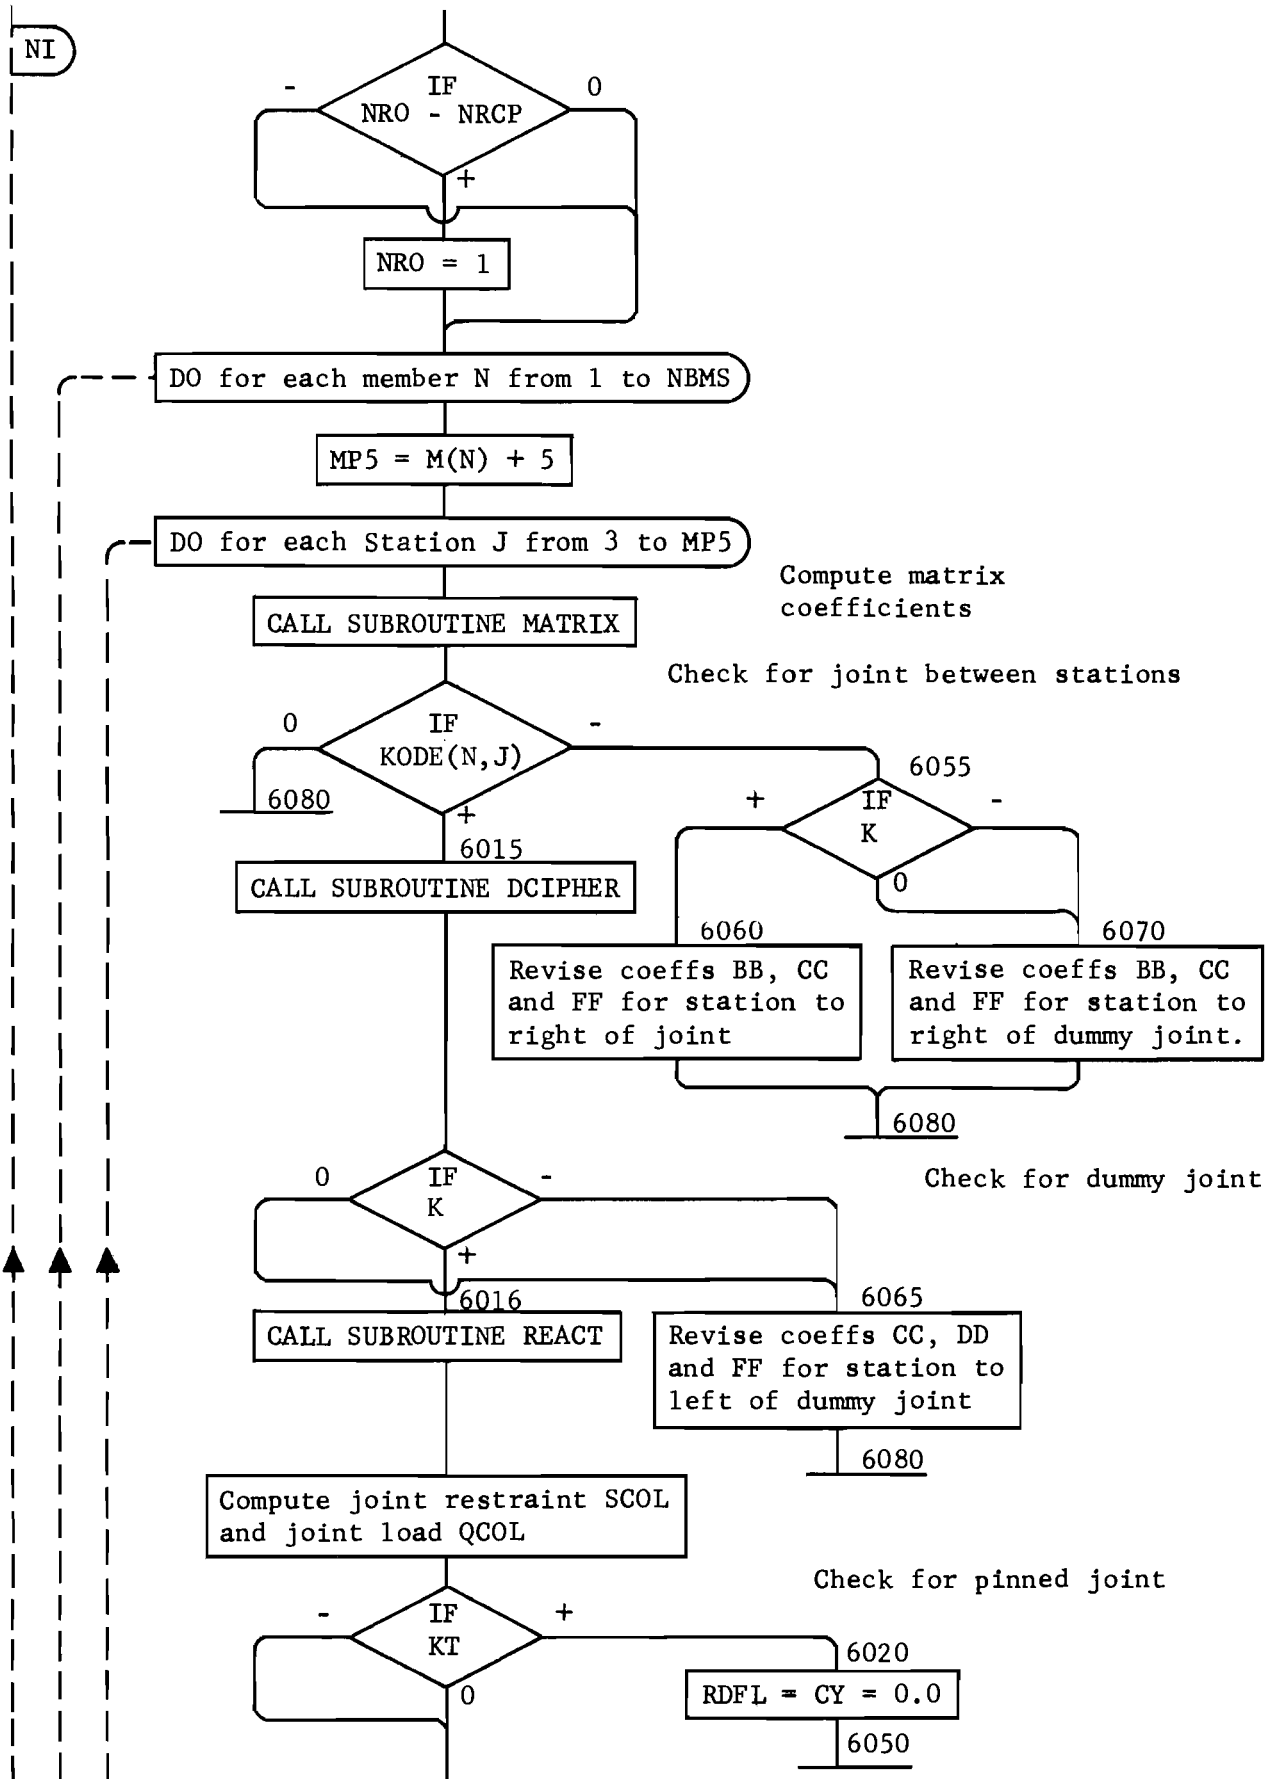 NI
IF
NRO - NRCP
-
0
+
NRO = 1
DO for each member N from 1 to NBMS
MP5 = M(N) + 5
DO for each Station J from 3 to MP5
Compute matrix
coefficients
CALL SUBROUTINE MATRIX
Check for joint between stations
0
IF
KODE(N,J)
-
6080
+
6055
+
IF
K
-
0
6015
CALL SUBROUTINE DCIPHER
6060
Revise coeffs BB, CC
and FF for station to
right of joint
6070
Revise coeffs BB, CC
and FF for station to
right of dummy joint.
6080
Check for dummy joint
0
IF
K
-
+
6016
CALL SUBROUTINE REACT
6065
Revise coeffs CC, DD
and FF for station to
left of dummy joint
6080
Compute joint restraint SCOL
and joint load QCOL
Check for pinned joint
-
IF
KT
+
0
6020
RDFL = CY = 0.0
6050